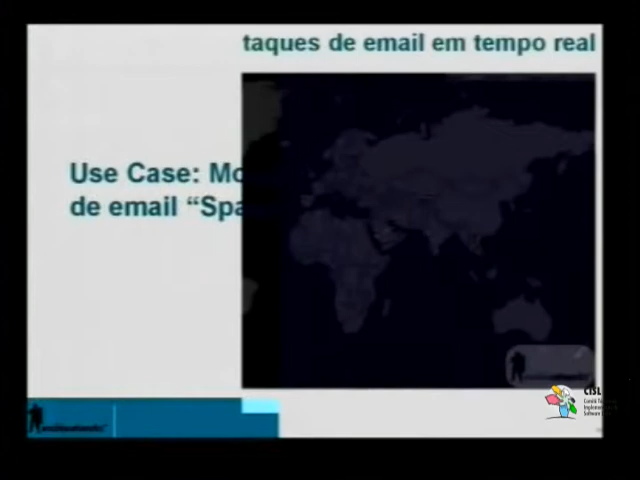 taques de email em tempo real
Use Case: Mo
de email “Spa
CISL